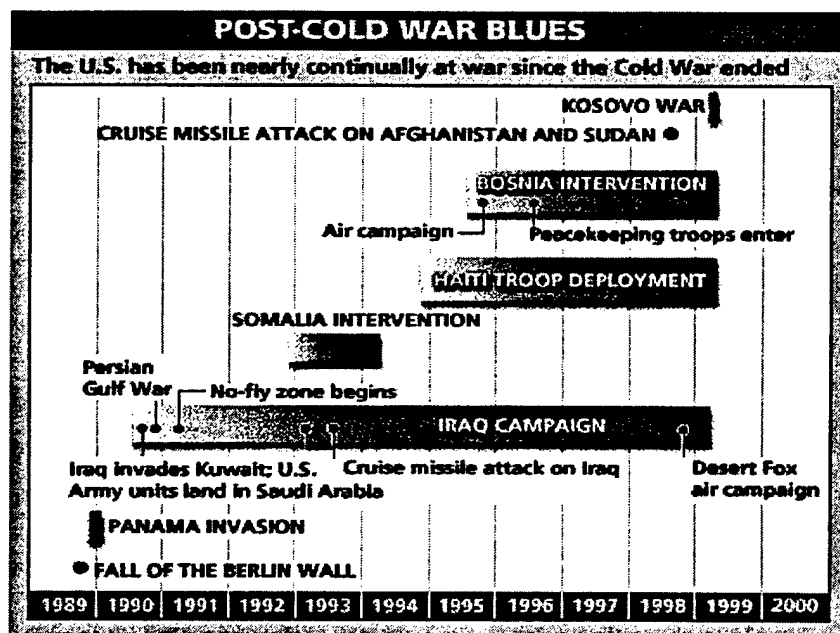 POST-COLD WAR BLUES
The U.S. has been nearly continually at war since the Cold War ended
KOSOVO WAR
CRUISE MISSILE ATTACK ON AFGHANISTAN AND SUDAN
BOSNIA INTERVENTION
Air campaign
Peacekeeping troops enter
HAITI TROOP DEPLOYMENT
SOMALIA INTERVENTION
Persian
Gulf War
No-fly zone begins
IRAQ CAMPAIGN
Iraq invades Kuwait; U.S.
Army units land in Saudi Arabia
Cruise missile attack on Iraq
Desert Fox
air campaign
PANAMA INVASION
FALL OF THE BERLIN WALL
1989 1990 1991 1992 1993 1994 1995 1996 1997 1998 1999 2000